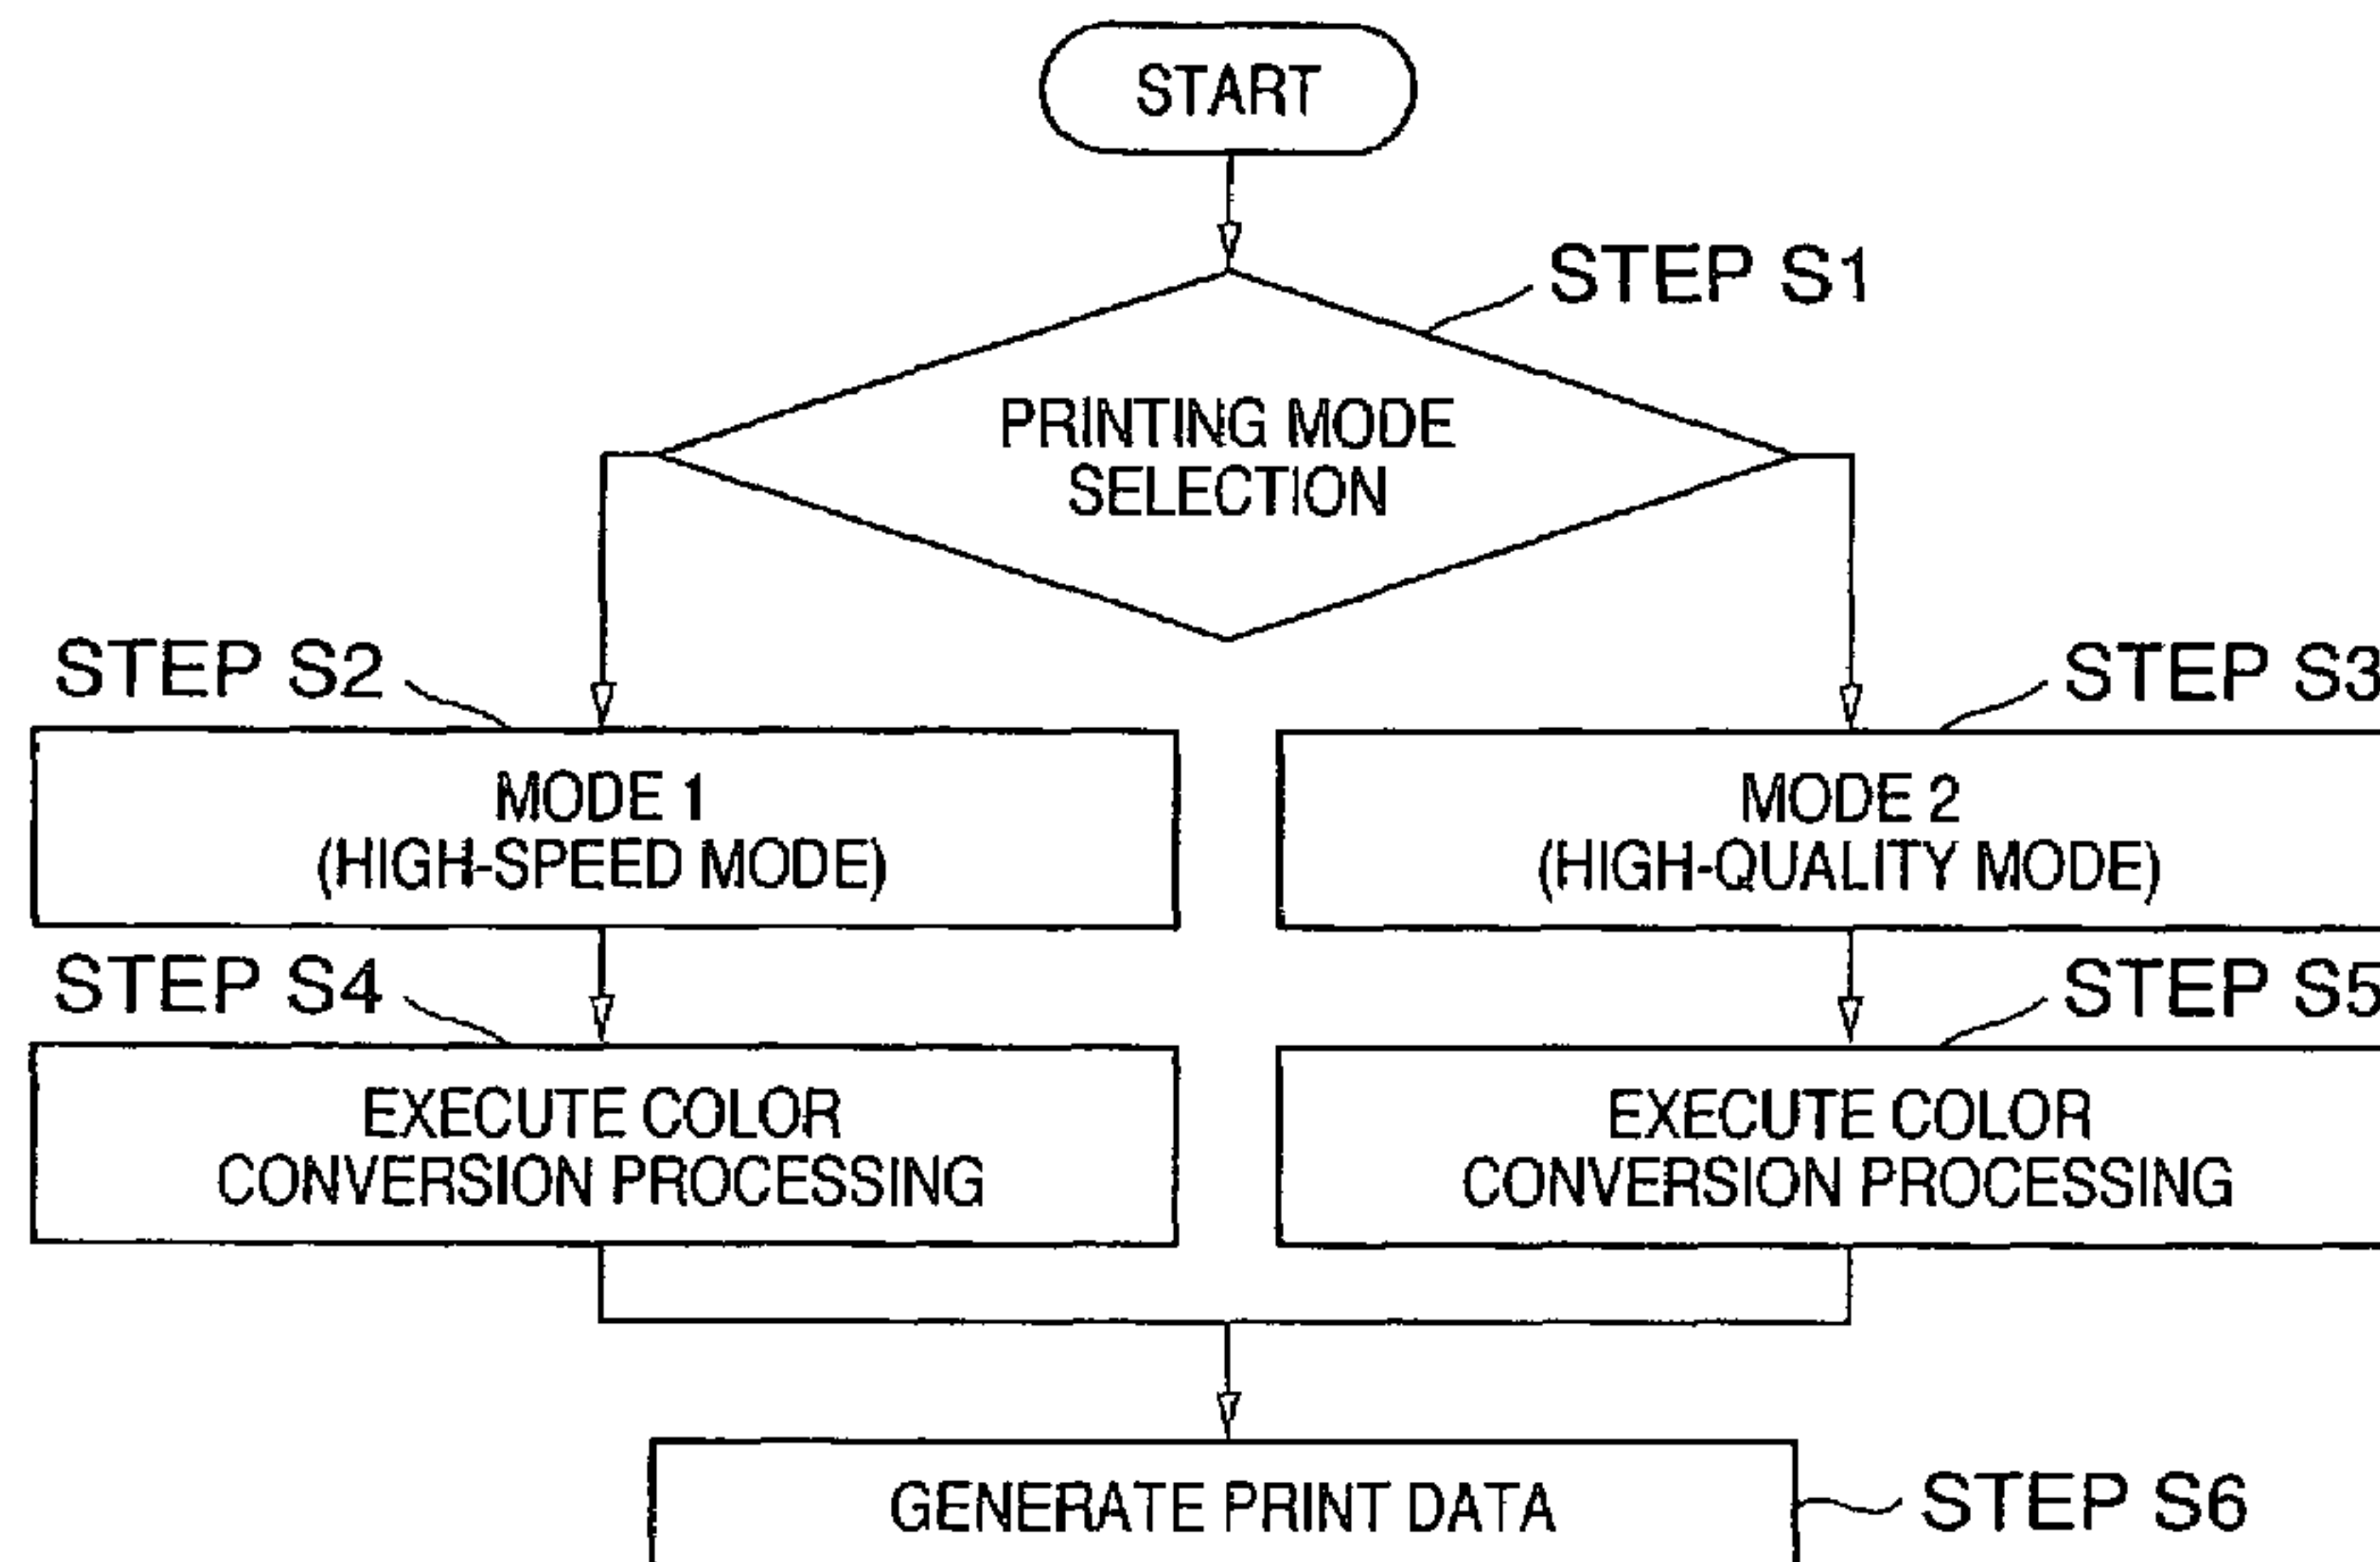 START
STEP S1
PRINTING MODE
SELECTION
STEP S2
STEP S3
MODE 1
(HIGH-SPEED MODE)
MODE 2
(HIGH-QUALITY MODE)
STEP S4
STEP S5
EXECUTE COLOR
CONVERSION PROCESSING
EXECUTE COLOR
CONVERSION PROCESSING
GENERATE PRINT DATA
STEP S6